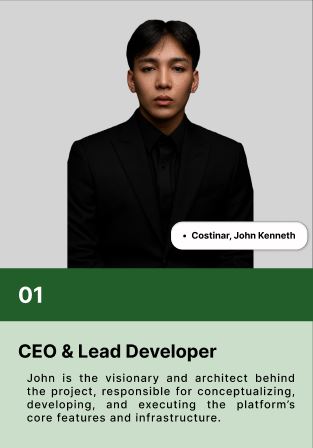 • Costinar, John Kenneth
01
CEO & Lead Developer
John is the visionary and architect behind
the project, responsible for conceptualizing,
developing, and executing the platform's
core features and infrastructure.